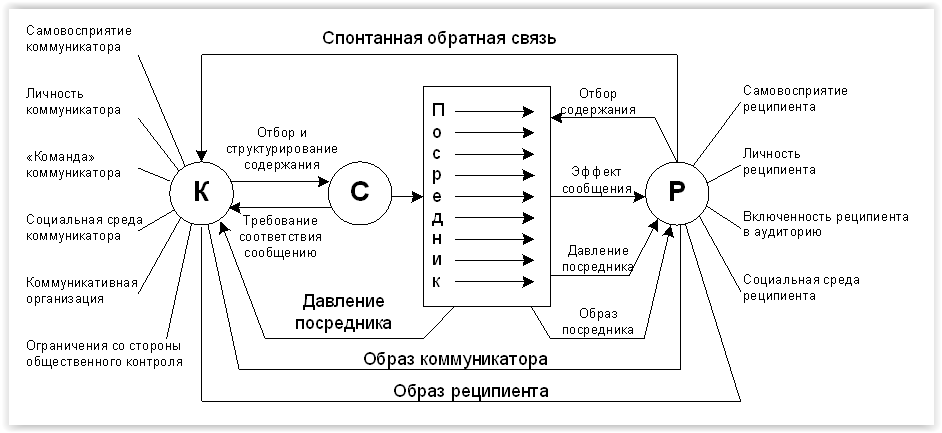 Спонтанная обратная связь
Самовосприятие
коммуникатора
Личность
коммуникатора
«Команда»
коммуникатора
Социальная среда
коммуникатора
Коммуникативная
организация
Ограничения со стороны
общественного контроля
К
Отбор и
структурирование
содержания
Требование
соответствия
сообщению
С
Посредник
Давление
посредника
Отбор
содержания
Эффект
сообщения
Давление
посредника
Образ
посредника
Р
Самовосприятие
реципиента
Личность
реципиента
Включенность реципиента
в аудиторию
Социальная среда
реципиента
Образ коммуникатора
Образ реципиента